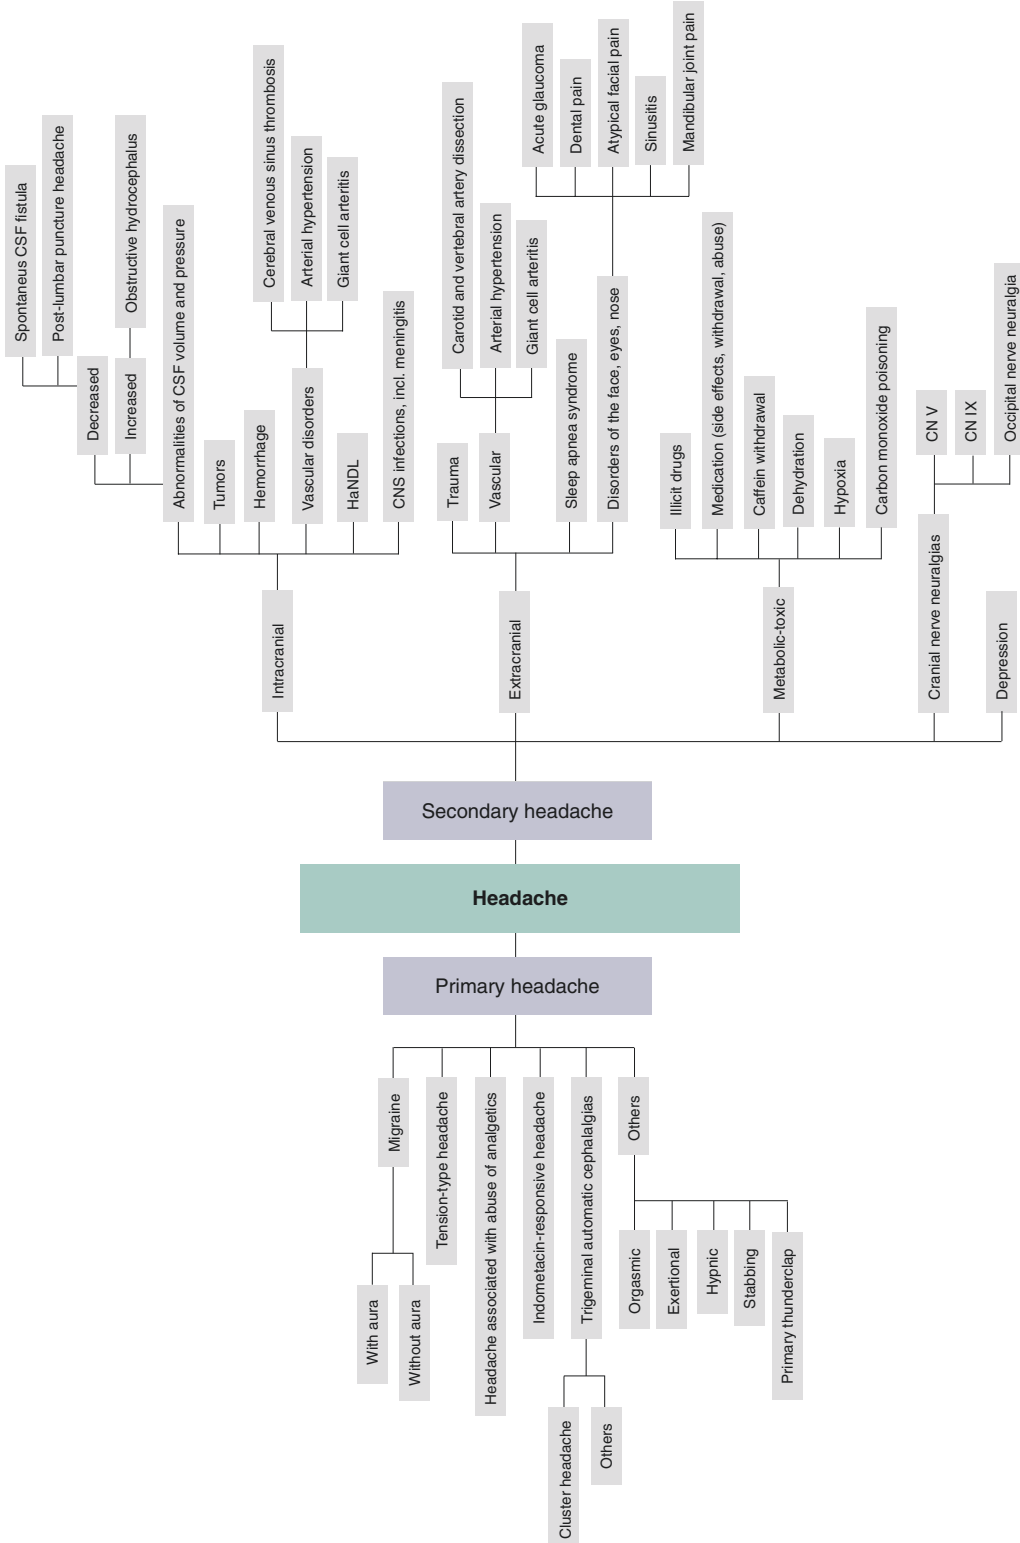 Headache
Primary headache
Migraine
With aura
Without aura
Tension-type headache
Headache associated with abuse of analgetics
Indometacin-responsive headache
Trigeminal automatic cephalalgias
Cluster headache
Others
Others
Orgasmic
Exertional
Hypnic
Stabbing
Primary thunderclap
Secondary headache
Intracranial
Abnormalities of CSF volume and pressure
Decreased
Spontaneus CSF fistula
Post-lumbar puncture headache
Increased
Obstructive hydrocephalus
Tumors
Hemorrhage
Vascular disorders
Cerebral venous sinus thrombosis
Arterial hypertension
Giant cell arteritis
HaNDL
CNS infections, incl. meningitis
Extracranial
Trauma
Vascular
Carotid and vertebral artery dissection
Arterial hypertension
Giant cell arteritis
Sleep apnea syndrome
Disorders of the face, eyes, nose
Acute glaucoma
Dental pain
Atypical facial pain
Sinusitis
Mandibular joint pain
Metabolic-toxic
Illicit drugs
Medication (side effects, withdrawal, abuse)
Caffein withdrawal
Dehydration
Hypoxia
Carbon monoxide poisoning
Cranial nerve neuralgias
CN V
CN IX
Occipital nerve neuralgia
Depression